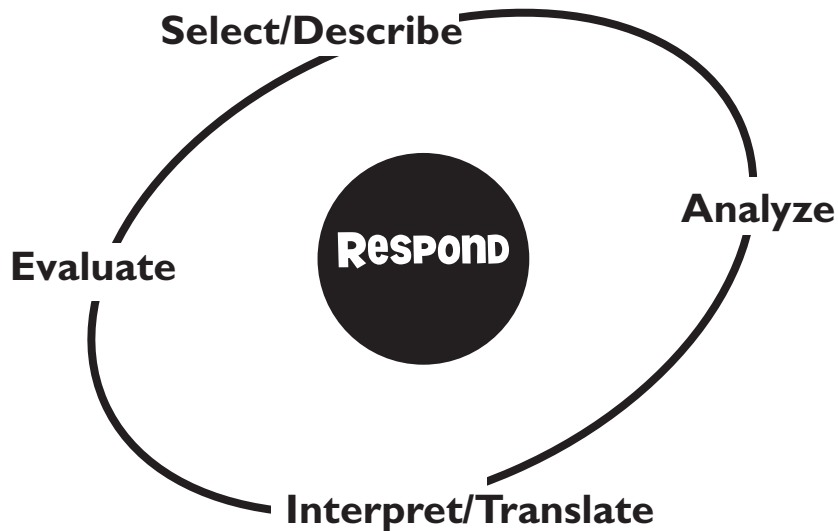 Select/Describe
Analyze
Respond
Evaluate
Interpret/Translate